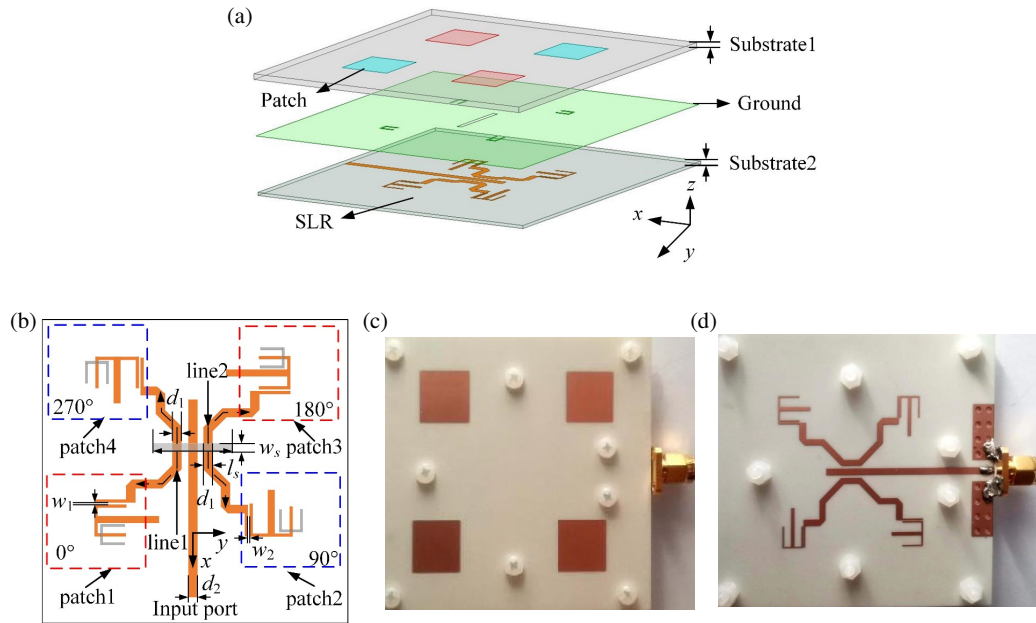 (a)
Substrate1
Patch
Ground
Substrate2
SLR
z
x
y
(b)
(c)
(d)
line2
270°
d₁
180°
patch4
patch3
wₛ
lₛ
w₁
d₁
line1
y
w₂
0°
x
90°
patch1
d₂
patch2
Input port